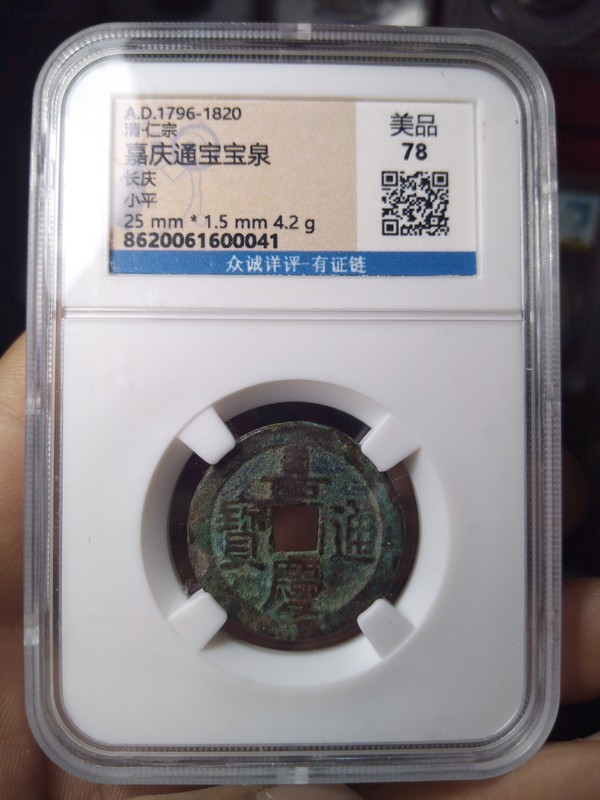 A.D.1796-1820
清·仁宗
嘉庆通宝宝泉
长庆
小平
25 mm * 1.5 mm 4.2 g
8620061600041
美品
78
众诚详评 有证链
嘉慶通寶